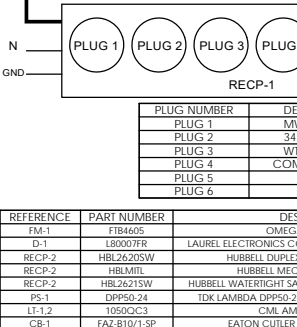 N
GND
PLUG 1 PLUG 2 PLUG 3 PLUG
RECP-1
PLUG NUMBER DE
PLUG 1 MV
PLUG 2 34
PLUG 3 WT
PLUG 4 COM
PLUG 5
PLUG 6
REFERENCE PART NUMBER DES
FM-1 FTB4605 OMEG
D-1 L80007FR LAUREL ELECTRONICS CO
RECP-2 HBL2620SW HUBBELL DUPLEX
RECP-2 HBLMITL HUBBELL MEC
RECP-2 HBL2621SW HUBBELL WATERTIGHT SA
PS-1 DPP50-24 TDK LAMBDA DPP50-2
LT-1,2 1050QC3 CML AM
CB-1 FAZ-B10/1-SP EATON CUTLER